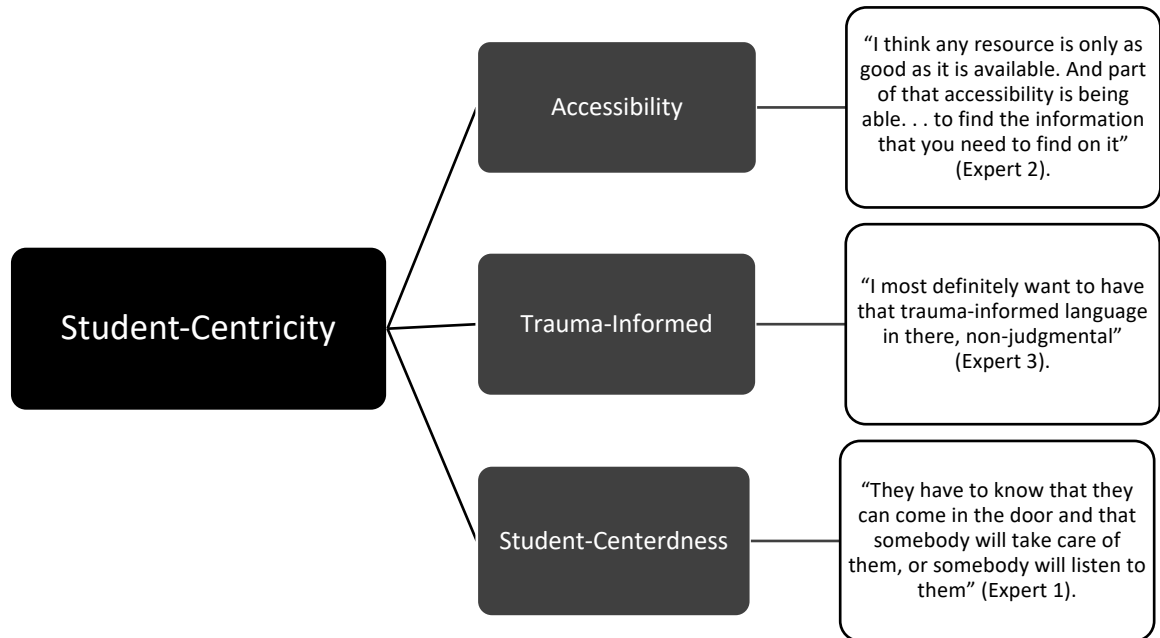 Student-Centricity
Accessibility
“I think any resource is only as
good as it is available. And part
of that accessibility is being
able. . . to find the information
that you need to find on it”
(Expert 2).
Trauma-Informed
“I most definitely want to have
that trauma-informed language
in there, non-judgmental”
(Expert 3).
Student-Centerdness
“They have to know that they
can come in the door and that
somebody will take care of
them, or somebody will listen to
them” (Expert 1).